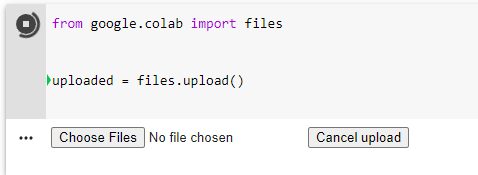 from google.colab import files
uploaded = files.upload()
Choose Files No file chosen Cancel upload